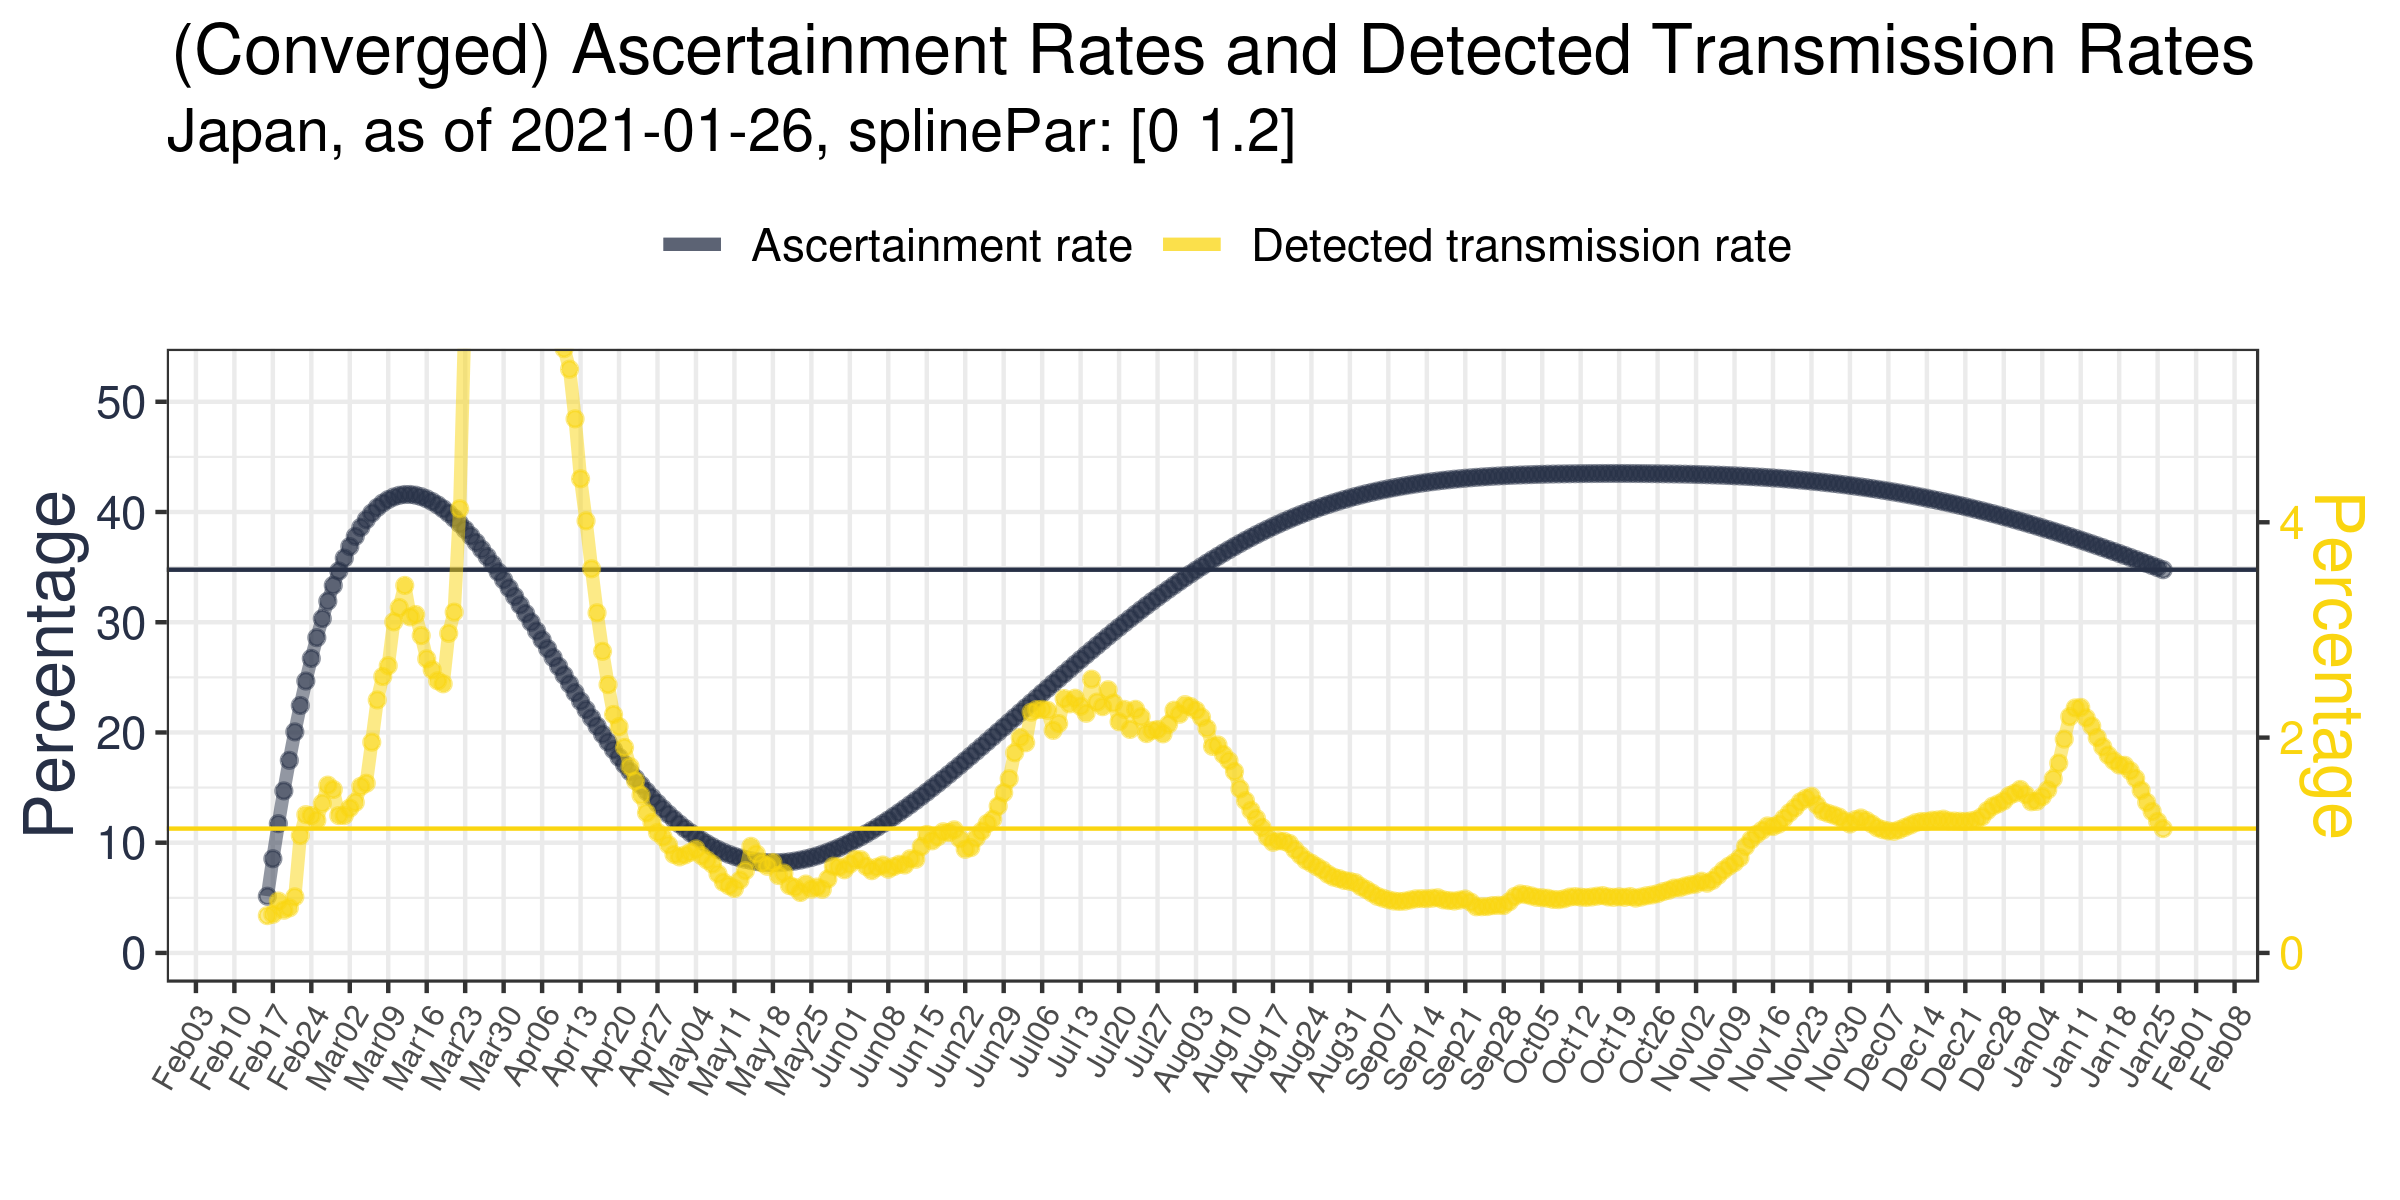 (Converged) Ascertainment Rates and Detected Transmission Rates
Japan, as of 2021-01-26, splinePar: [0 1.2]
Ascertainment rate Detected transmission rate
Percentage
50
40
30
20
10
0
4
2
0
Percentage
Feb03 Feb10 Feb17 Feb24 Mar02 Mar09 Mar16 Mar23 Mar30 Apr06 Apr13 Apr20 Apr27 May04 May11 May18 May25 Jun01 Jun08 Jun15 Jun22 Jun29 Jul06 Jul13 Jul20 Jul27 Aug03 Aug10 Aug17 Aug24 Aug31 Sep07 Sep14 Sep21 Sep28 Oct05 Oct12 Oct19 Oct26 Nov02 Nov09 Nov16 Nov23 Nov30 Dec07 Dec14 Dec21 Dec28 Jan04 Jan11 Jan18 Jan25 Feb01 Feb08